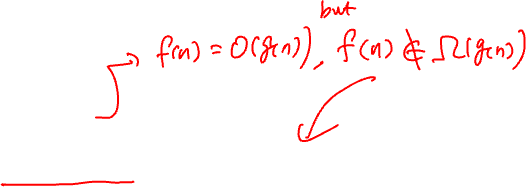 but
f(n) = O(g(n)), f(n) ∉ Ω(g(n))